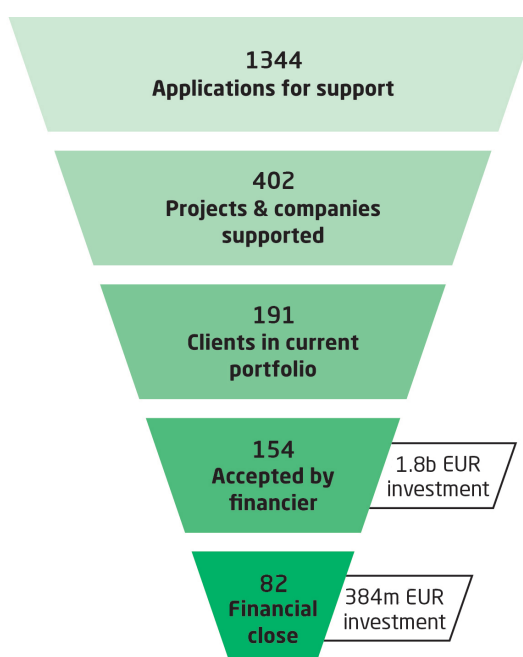 1344
Applications for support
402
Projects & companies
supported
191
Clients in current
portfolio
154
Accepted by
financier
1.8b EUR
investment
82
Financial
close
384m EUR
investment